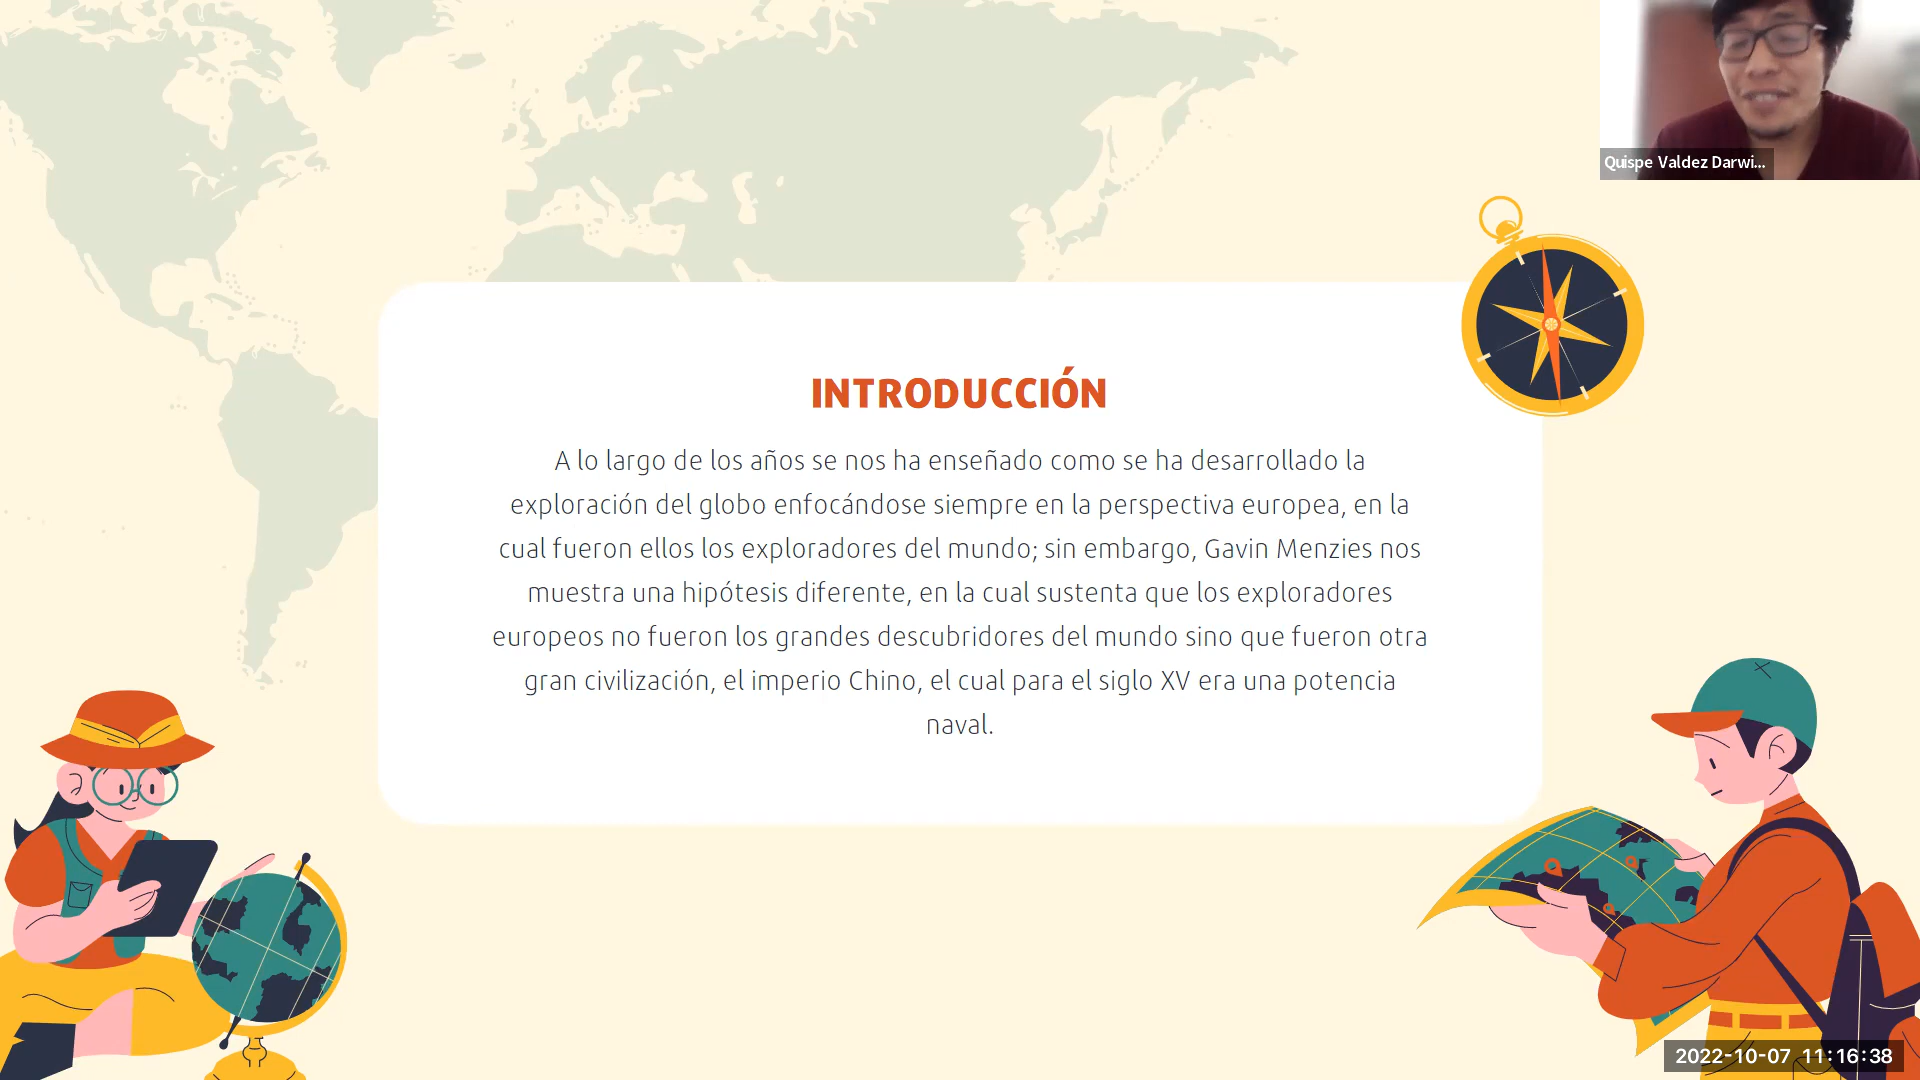 Quispe Valdez Darwi...
INTRODUCCIÓN
A lo largo de los años se nos ha enseñado como se ha desarrollado la
exploración del globo enfocándose siempre en la perspectiva europea, en la
cual fueron ellos los exploradores del mundo; sin embargo, Gavin Menzies nos
muestra una hipótesis diferente, en la cual sustenta que los exploradores
europeos no fueron los grandes descubridores del mundo sino que fueron otra
gran civilización, el imperio Chino, el cual para el siglo XV era una potencia
naval.
2022-10-07 11:16:38